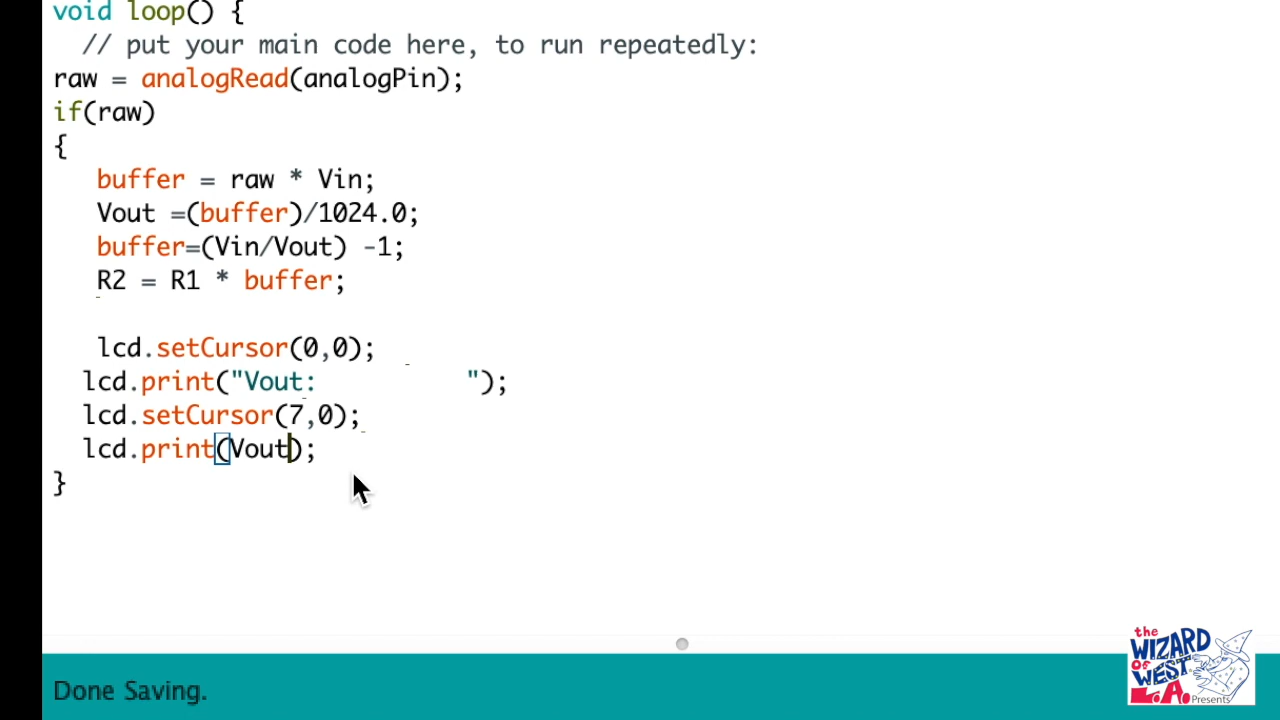 void loop() {
// put your main code here, to run repeatedly:
raw = analogRead(analogPin);
if(raw)
{
buffer = raw * Vin;
Vout =(buffer)/1024.0;
buffer=(Vin/Vout) -1;
R2 = R1 * buffer;
lcd.setCursor(0,0);
lcd.print("Vout:          ");
lcd.setCursor(7,0);
lcd.print(Vout);
}
Done Saving.
the
WIZARD
of
WEST
L.A.
Presents